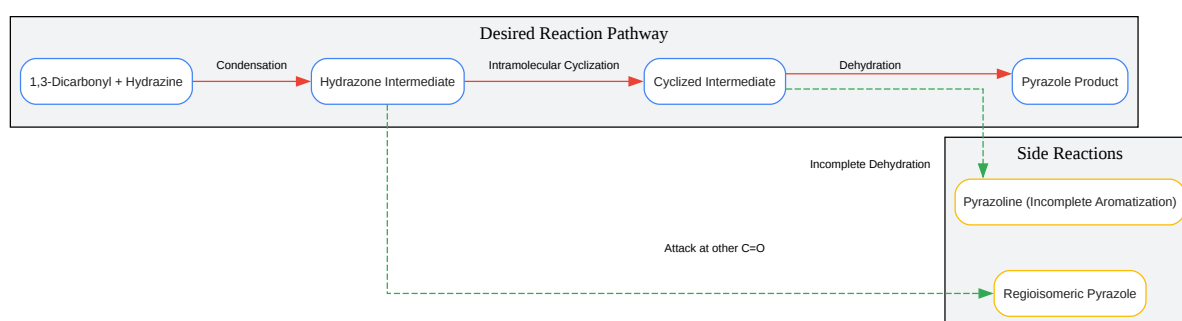 Desired Reaction Pathway
1,3-Dicarbonyl + Hydrazine
Condensation
Hydrazone Intermediate
Intramolecular Cyclization
Cyclized Intermediate
Dehydration
Pyrazole Product
Side Reactions
Incomplete Dehydration
Pyrazoline (Incomplete Aromatization)
Attack at other C=O
Regioisomeric Pyrazole